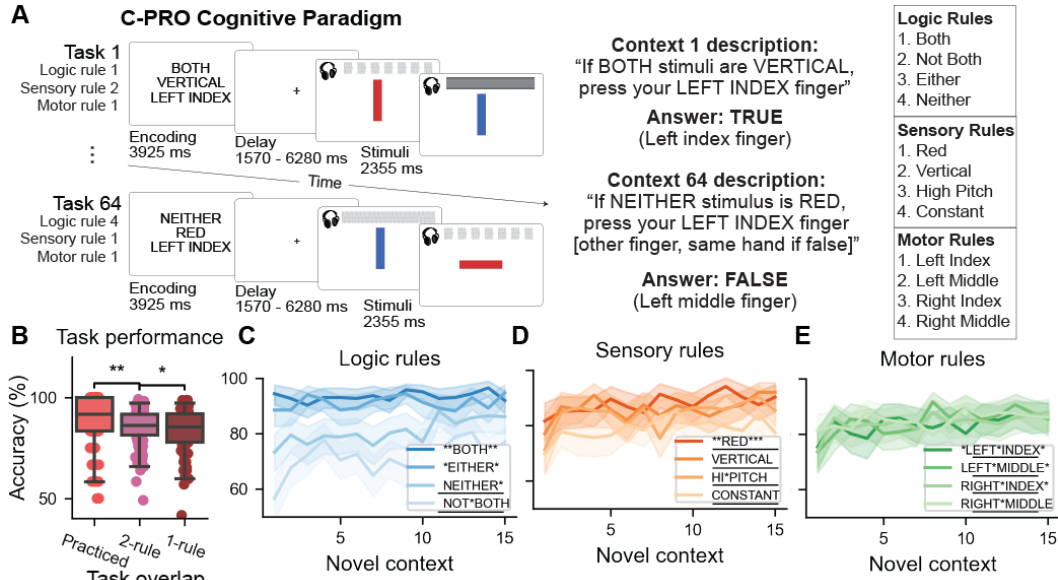 A
C-PRO Cognitive Paradigm
Task 1
Logic rule 1
Sensory rule 2
Motor rule 1
BOTH
VERTICAL
LEFT INDEX
+
Encoding
3925 ms
Delay
1570 - 6280 ms
Stimuli
2355 ms
⋮
Time
Task 64
Logic rule 4
Sensory rule 1
Motor rule 1
NEITHER
RED
LEFT INDEX
+
Encoding
3925 ms
Delay
1570 - 6280 ms
Stimuli
2355 ms
Context 1 description:
“If BOTH stimuli are VERTICAL,
press your LEFT INDEX finger”
Answer: TRUE
(Left index finger)
Context 64 description:
“If NEITHER stimulus is RED,
press your LEFT INDEX finger
[other finger, same hand if false]”
Answer: FALSE
(Left middle finger)
Logic Rules
1. Both
2. Not Both
3. Either
4. Neither
Sensory Rules
1. Red
2. Vertical
3. High Pitch
4. Constant
Motor Rules
1. Left Index
2. Left Middle
3. Right Index
4. Right Middle
B
Task performance
** *
Accuracy (%)
100
50
Practiced
2-rule
1-rule
Task overlap
C
Logic rules
100
80
60
**BOTH**
*EITHER*
NEITHER*
NOT*BOTH
5 10 15
Novel context
D
Sensory rules
**RED***
VERTICAL
HI*PITCH
CONSTANT
5 10 15
Novel context
E
Motor rules
*LEFT*INDEX*
LEFT*MIDDLE*
RIGHT*INDEX*
RIGHT*MIDDLE
5 10 15
Novel context